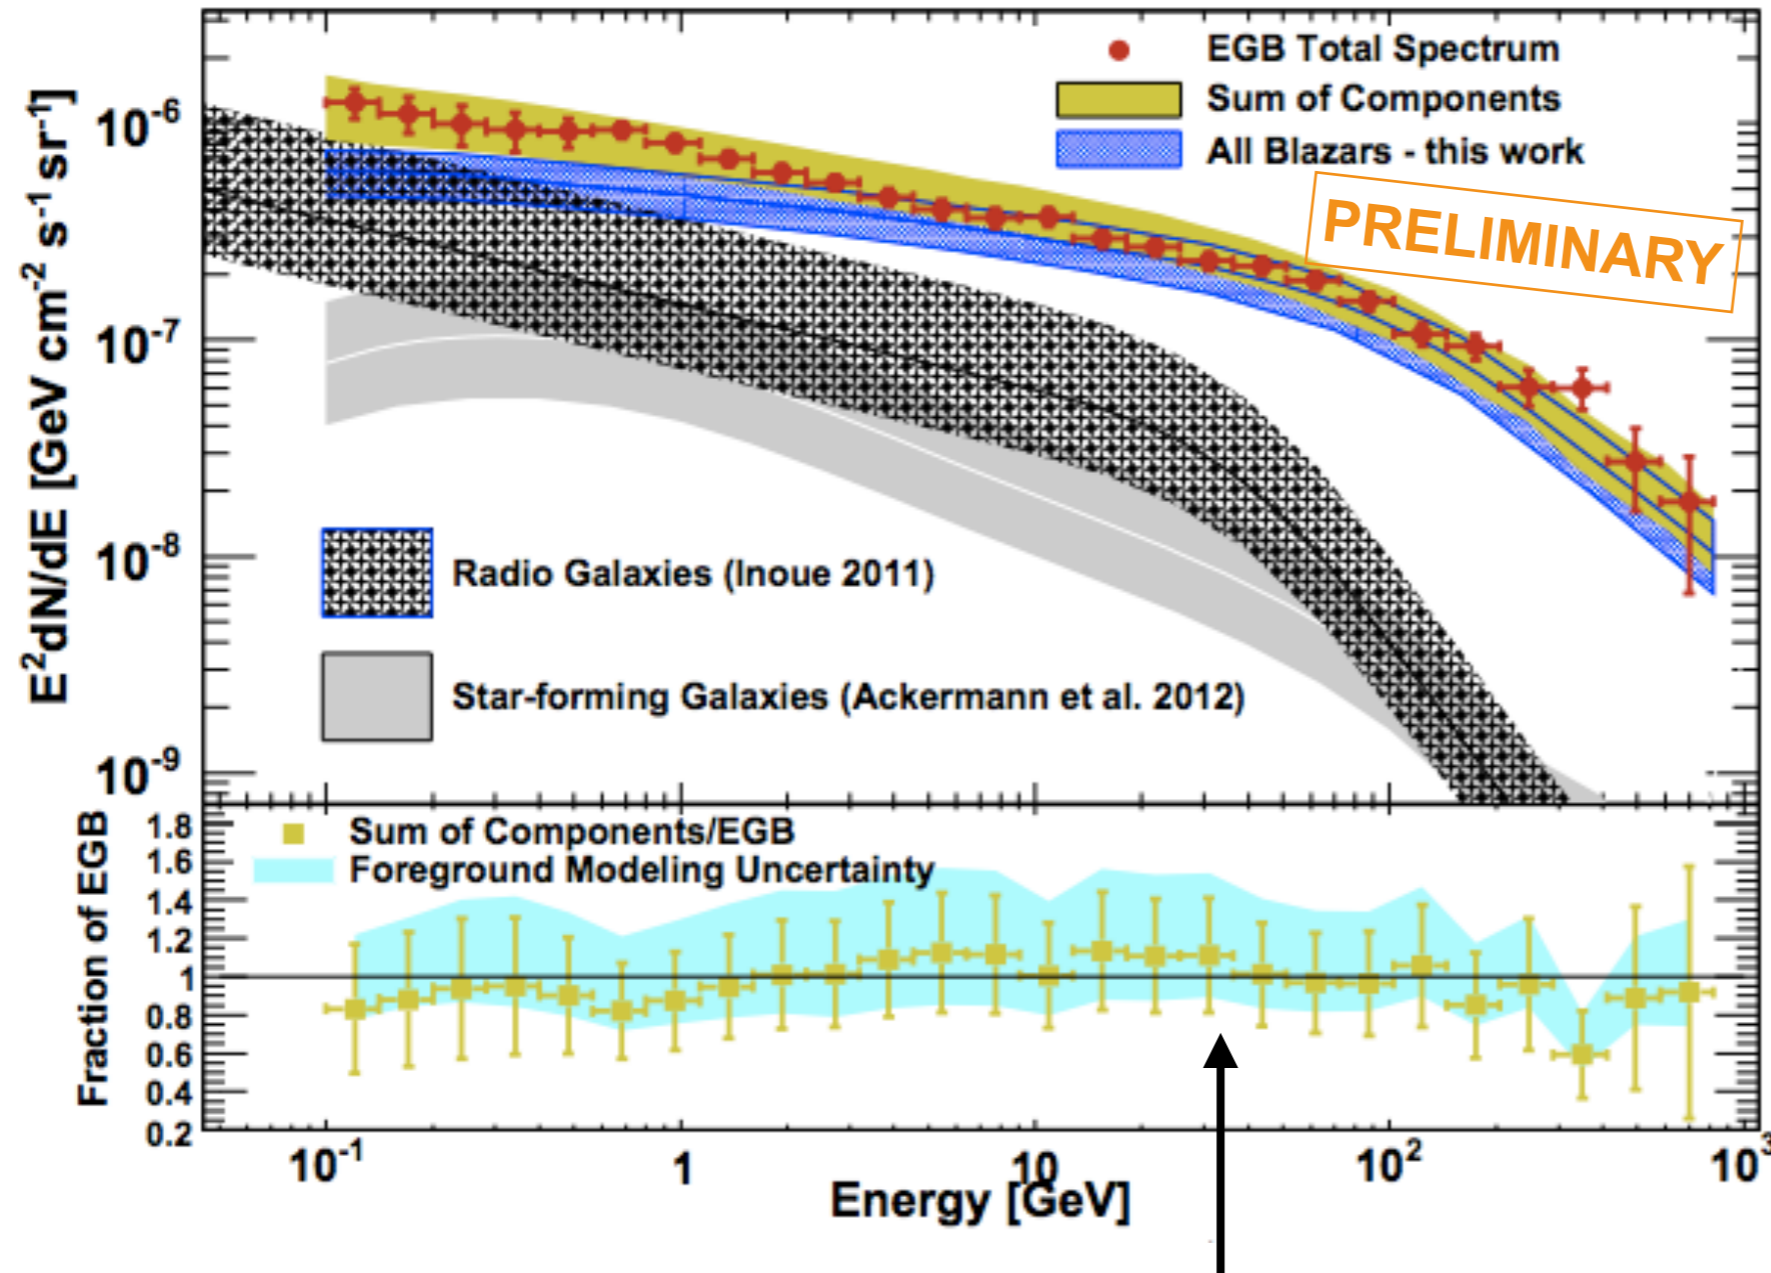 EGB Total Spectrum
Sum of Components
All Blazars - this work
PRELIMINARY
E²dN/dE [GeV cm⁻² s⁻¹ sr⁻¹]
10⁻⁶
10⁻⁷
10⁻⁸
10⁻⁹
Radio Galaxies (Inoue 2011)
Star-forming Galaxies (Ackermann et al. 2012)
Fraction of EGB
1.8
1.6
1.4
1.2
1
0.8
0.6
0.4
0.2
Sum of Components/EGB
Foreground Modeling Uncertainty
10⁻¹ 1 10 10² 10³
Energy [GeV]